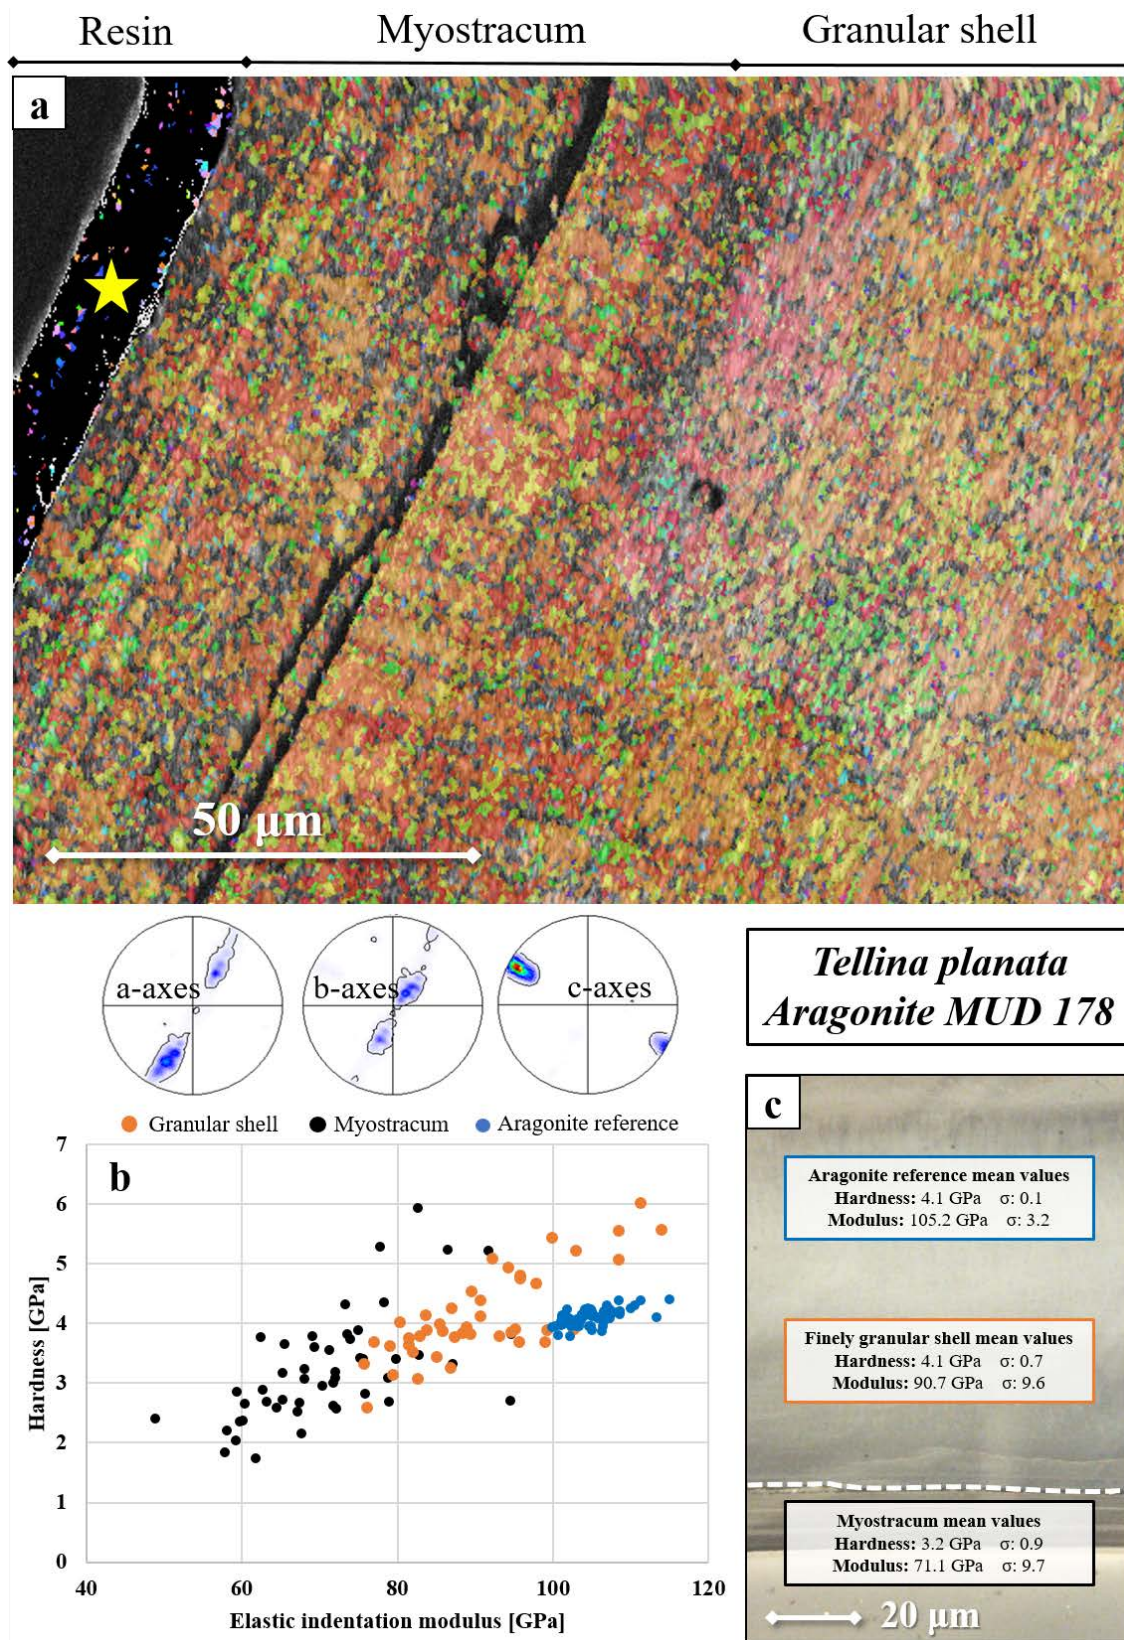 Resin
Myostracum
Granular shell
a
50 µm
a-axes
b-axes
c-axes
Tellina planata
Aragonite MUD 178
Granular shell
Myostracum
Aragonite reference
b
7
6
5
4
3
2
1
0
Hardness [GPa]
40
60
80
100
120
Elastic indentation modulus [GPa]
c
Aragonite reference mean values
Hardness: 4.1 GPa σ: 0.1
Modulus: 105.2 GPa σ: 3.2
Finely granular shell mean values
Hardness: 4.1 GPa σ: 0.7
Modulus: 90.7 GPa σ: 9.6
Myostracum mean values
Hardness: 3.2 GPa σ: 0.9
Modulus: 71.1 GPa σ: 9.7
20 µm